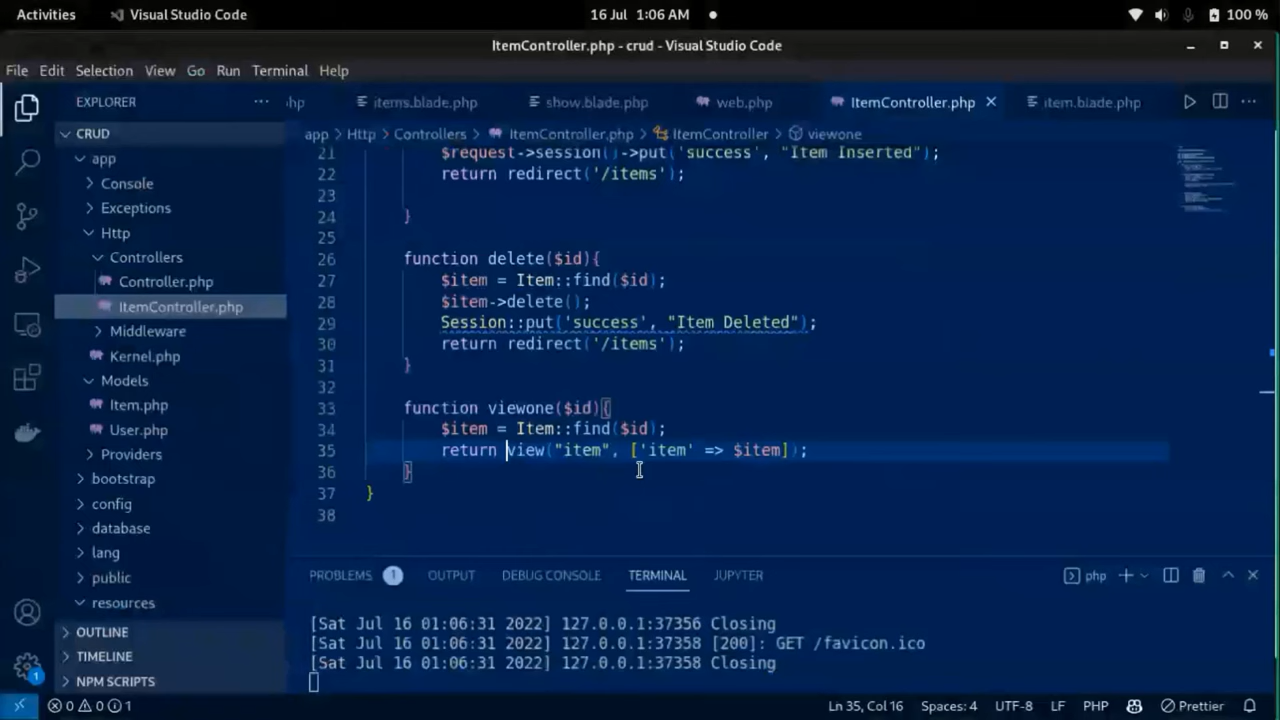 Activities
Visual Studio Code
16 Jul 1:06 AM
100 %
ItemController.php - crud - Visual Studio Code
File Edit Selection View Go Run Terminal Help
EXPLORER
hp
items.blade.php
show.blade.php
web.php
ItemController.php
item.blade.php
CRUD
app > Http > Controllers > ItemController.php > ItemController > viewone
app
Console
Exceptions
Http
Controllers
Controller.php
ItemController.php
Middleware
Kernel.php
Models
Item.php
User.php
Providers
bootstrap
config
database
lang
public
resources
OUTLINE
TIMELINE
NPM SCRIPTS
21 $request->session()->put('success', "Item Inserted");
22 return redirect('/items');
23
24 }
25
26 function delete($id){
27 $item = Item::find($id);
28 $item->delete();
29 Session::put('success', "Item Deleted");
30 return redirect('/items');
31 }
32
33 function viewone($id){
34 $item = Item::find($id);
35 return view("item", ['item' => $item]);
36 }
37 }
38
PROBLEMS 1 OUTPUT DEBUG CONSOLE TERMINAL JUPYTER
php
[Sat Jul 16 01:06:31 2022] 127.0.0.1:37356 Closing
[Sat Jul 16 01:06:31 2022] 127.0.0.1:37358 [200]: GET /favicon.ico
[Sat Jul 16 01:06:31 2022] 127.0.0.1:37358 Closing
1
0 0 1
Ln 35, Col 16 Spaces: 4 UTF-8 LF PHP Prettier